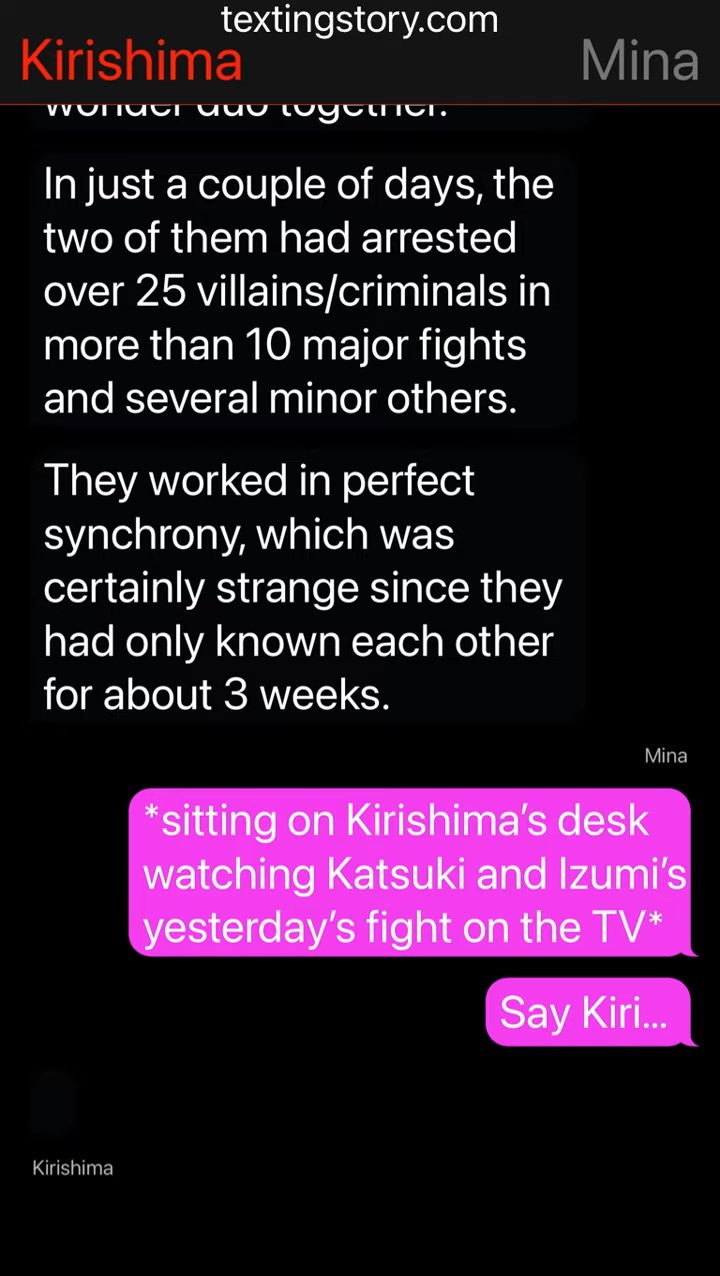 textingstory.com
Kirishima
Mina
wonder duo together.
In just a couple of days, the
two of them had arrested
over 25 villains/criminals in
more than 10 major fights
and several minor others.
They worked in perfect
synchrony, which was
certainly strange since they
had only known each other
for about 3 weeks.
Mina
*sitting on Kirishima’s desk
watching Katsuki and Izumi’s
yesterday’s fight on the TV*
Say Kiri...
Kirishima